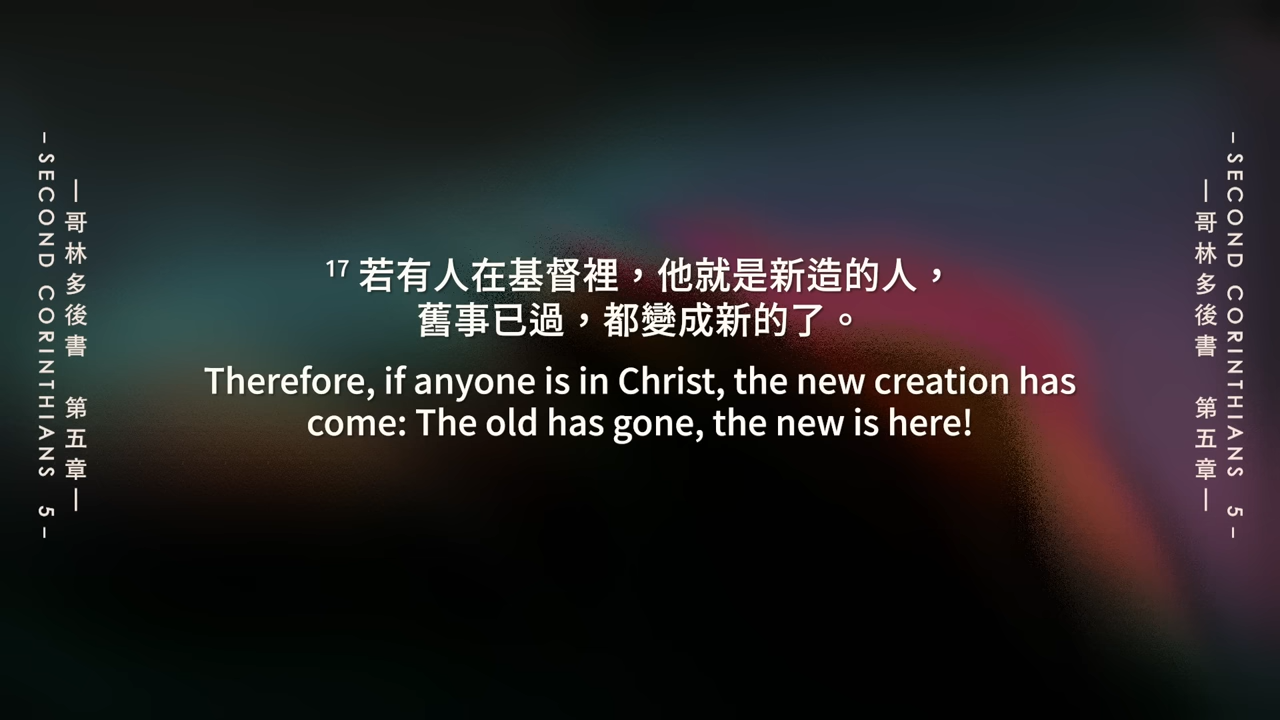 – SECOND CORINTHIANS 5 –
—哥林多後書 第五章—
17 若有人在基督裡，他就是新造的人，
舊事已過，都變成新的了。
Therefore, if anyone is in Christ, the new creation has
come: The old has gone, the new is here!
– SECOND CORINTHIANS 5 –
—哥林多後書 第五章—